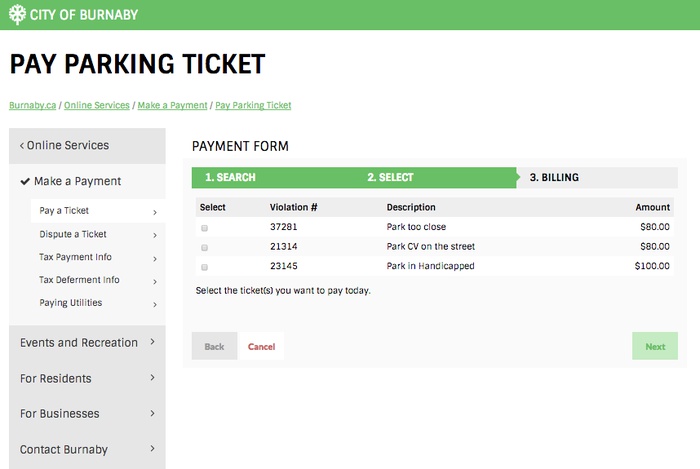 CITY OF BURNABY
PAY PARKING TICKET
Burnaby.ca / Online Services / Make a Payment / Pay Parking Ticket
‹ Online Services
Make a Payment
Pay a Ticket ›
Dispute a Ticket ›
Tax Payment Info ›
Tax Deferment Info ›
Paying Utilities ›
Events and Recreation ›
For Residents ›
For Businesses ›
Contact Burnaby ›
PAYMENT FORM
1. SEARCH 2. SELECT 3. BILLING
Select Violation # Description Amount
37281 Park too close $80.00
21314 Park CV on the street $80.00
23145 Park in Handicapped $100.00
Select the ticket(s) you want to pay today.
Back Cancel Next